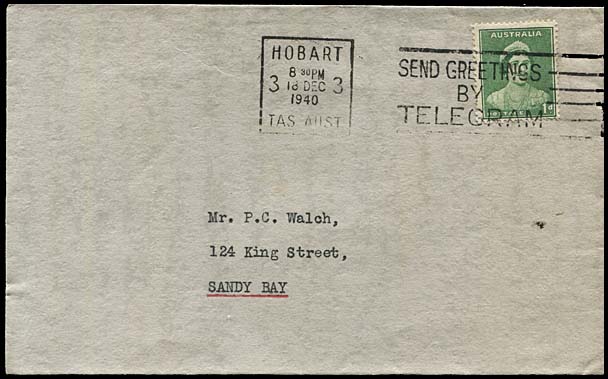 AUSTRALIA
HOBART
8 30PM
3 18 DEC 3
1940
TAS AUST
SEND GREETINGS
BY
TELEGRAM
1d
Mr. P.C. Walch,
124 King Street,
SANDY BAY